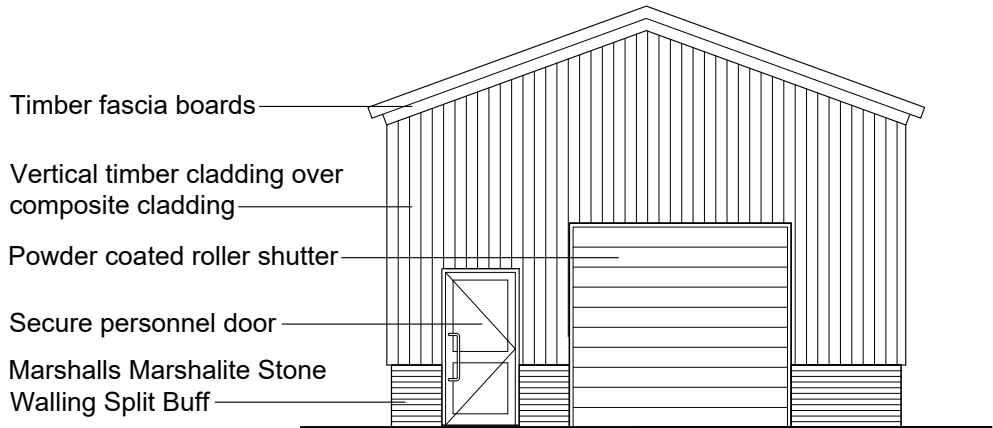 Timber fascia boards
Vertical timber cladding over
composite cladding
Powder coated roller shutter
Secure personnel door
Marshalls Marshalite Stone
Walling Split Buff